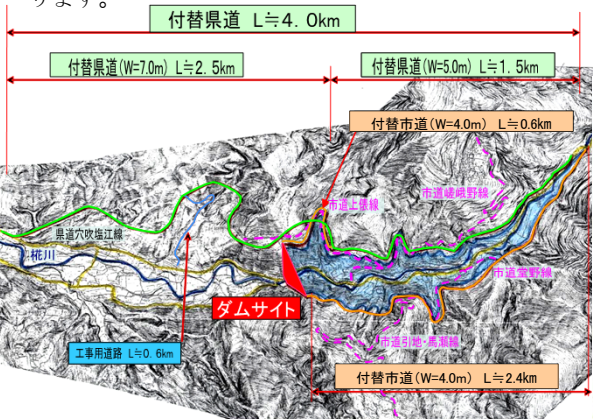 ります。
付替県道 L≒4.0km
付替県道(W=7.0m) L≒2.5km
付替県道(W=5.0m) L≒1.5km
付替市道(W=4.0m) L≒0.6km
市道上俵線
市道嵯峨野線
県道穴吹塩江線
椛川
市道堂野線
ダムサイト
工事用道路 L≒0.6km
市道引地・馬瀬線
付替市道(W=4.0m) L≒2.4km